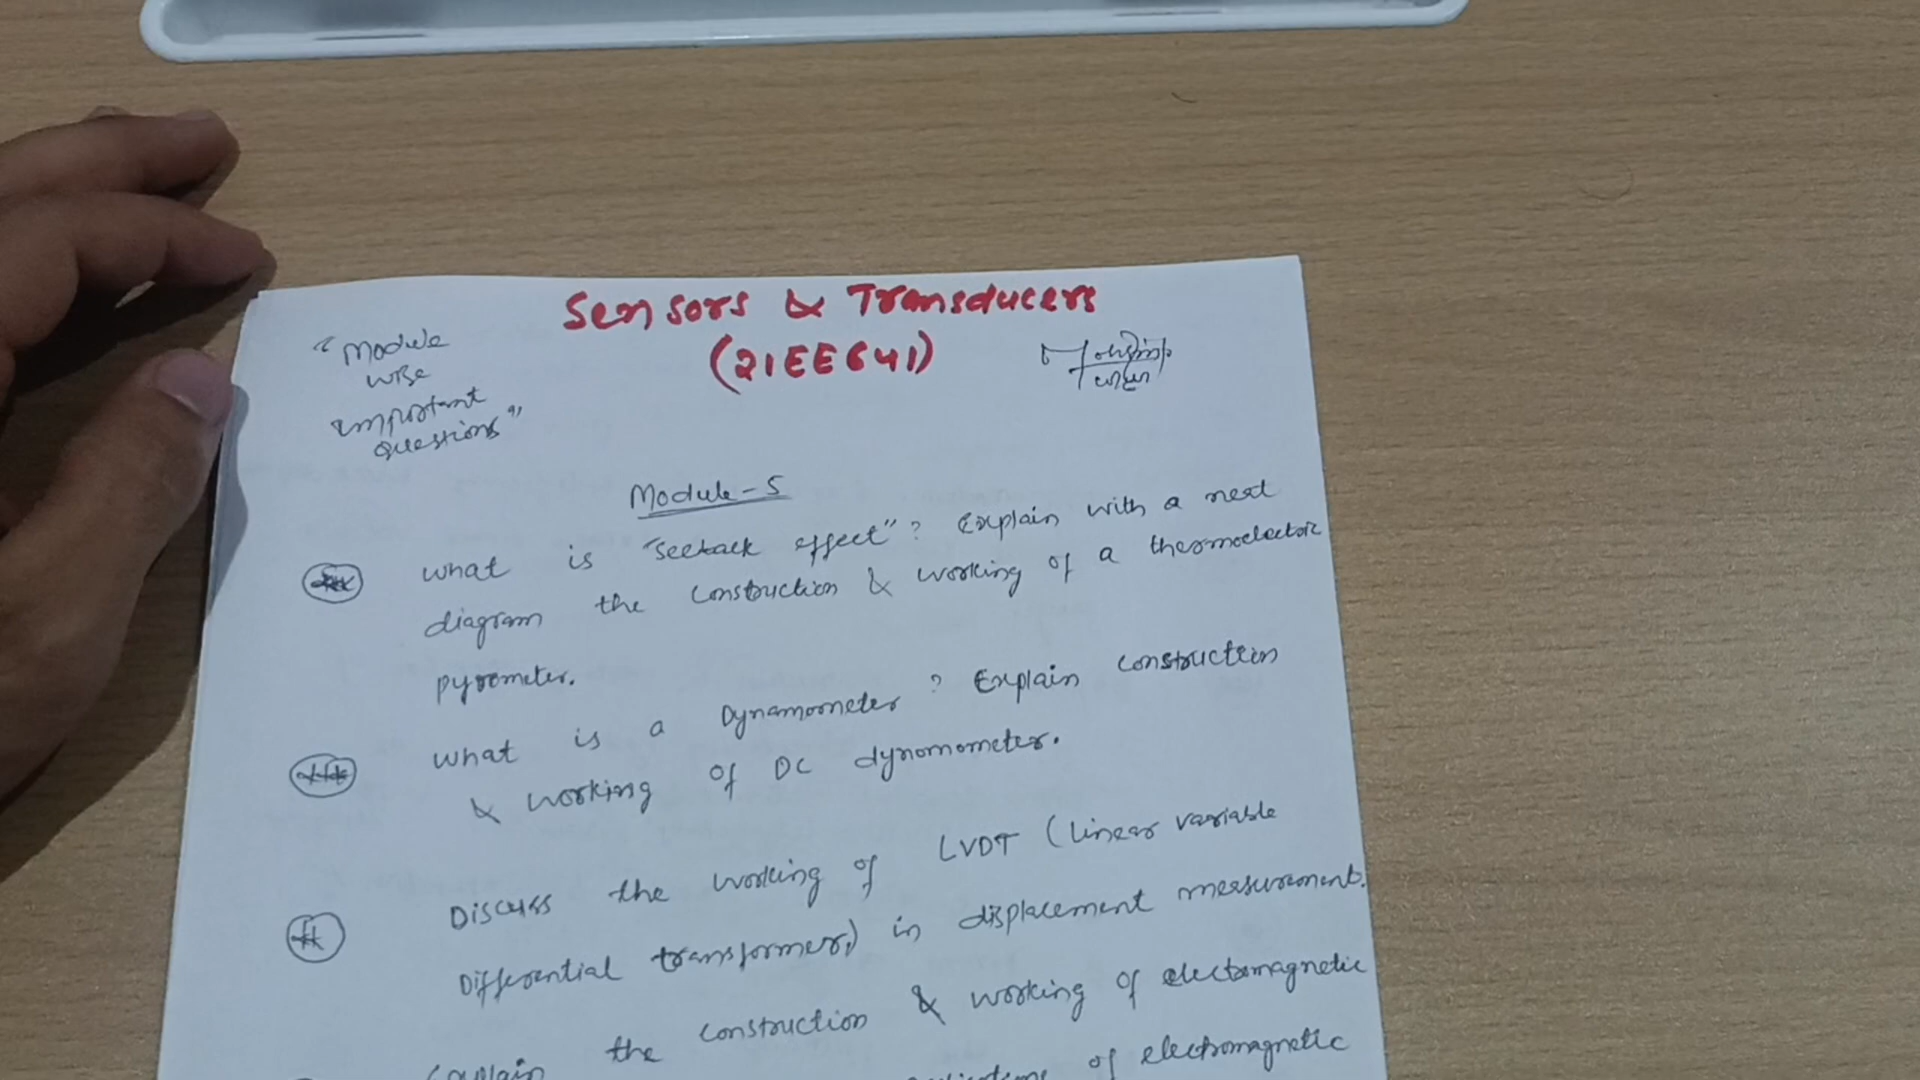 Sensors & Transducers
(21EE641)
"Module
wise
important
questions"
Module-5
what is "seeback effect"? Explain with a neat
diagram the construction & working of a thermoelectric
pyrometer.
what is a Dynamometer? Explain construction
& working of DC dynomometer.
Discuss the working of LVDT (linear variable
Differential transformer) in displacement measurement.
Explain the construction & working of electromagnetic
of electromagnetic